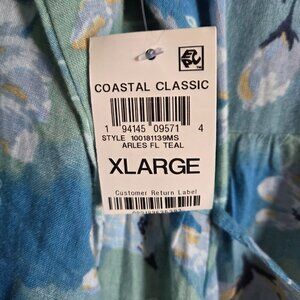 COASTAL CLASSIC
1 94145 09571 4
STYLE 100181139MS
ARLES FL TEAL
XLARGE
Customer Return Label